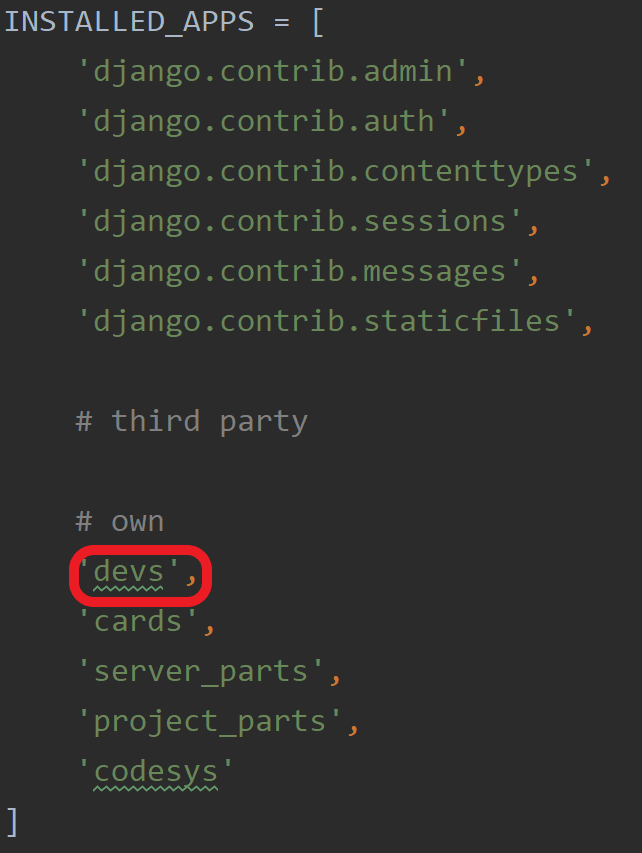 INSTALLED_APPS = [
    'django.contrib.admin',
    'django.contrib.auth',
    'django.contrib.contenttypes',
    'django.contrib.sessions',
    'django.contrib.messages',
    'django.contrib.staticfiles',
    # third party
    # own
    'devs',
    'cards',
    'server_parts',
    'project_parts',
    'codesys'
]